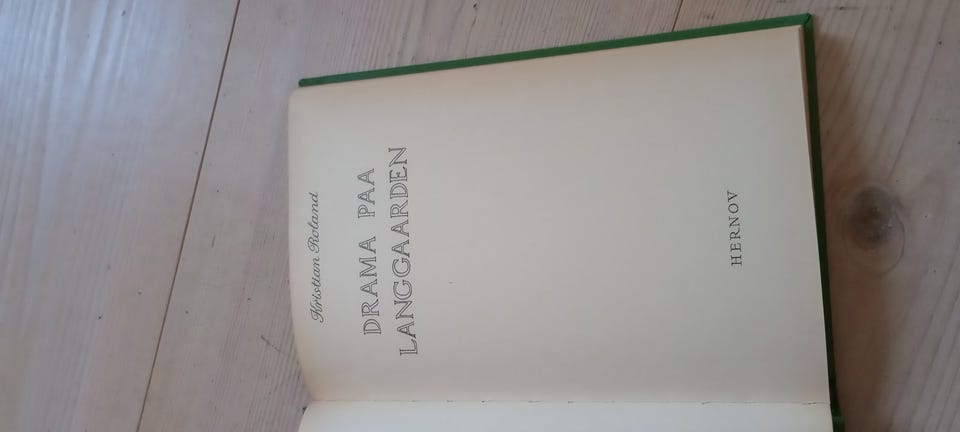 Kristian Roland
DRAMA PAA
LANGGAARDEN
HERNOV